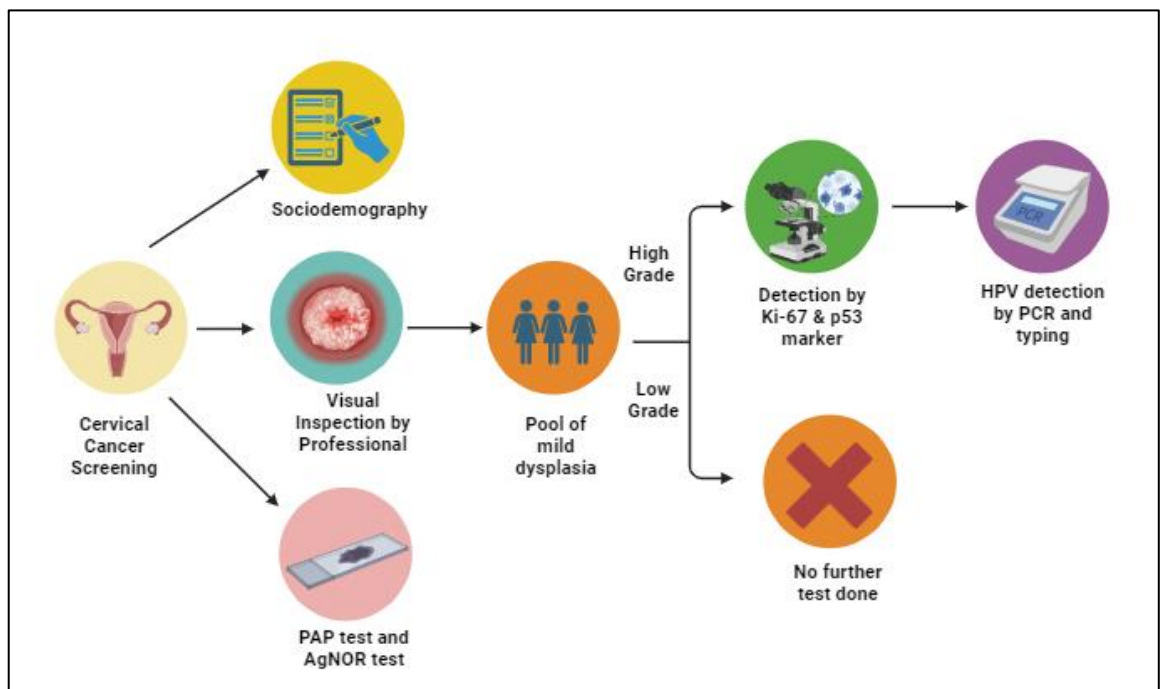 Sociodemography
Cervical
Cancer
Screening
Visual
Inspection by
Professional
PAP test and
AgNOR test
Pool of
mild
dysplasia
High
Grade
Low
Grade
Detection by
Ki-67 & p53
marker
PCR
HPV detection
by PCR and
typing
No further
test done